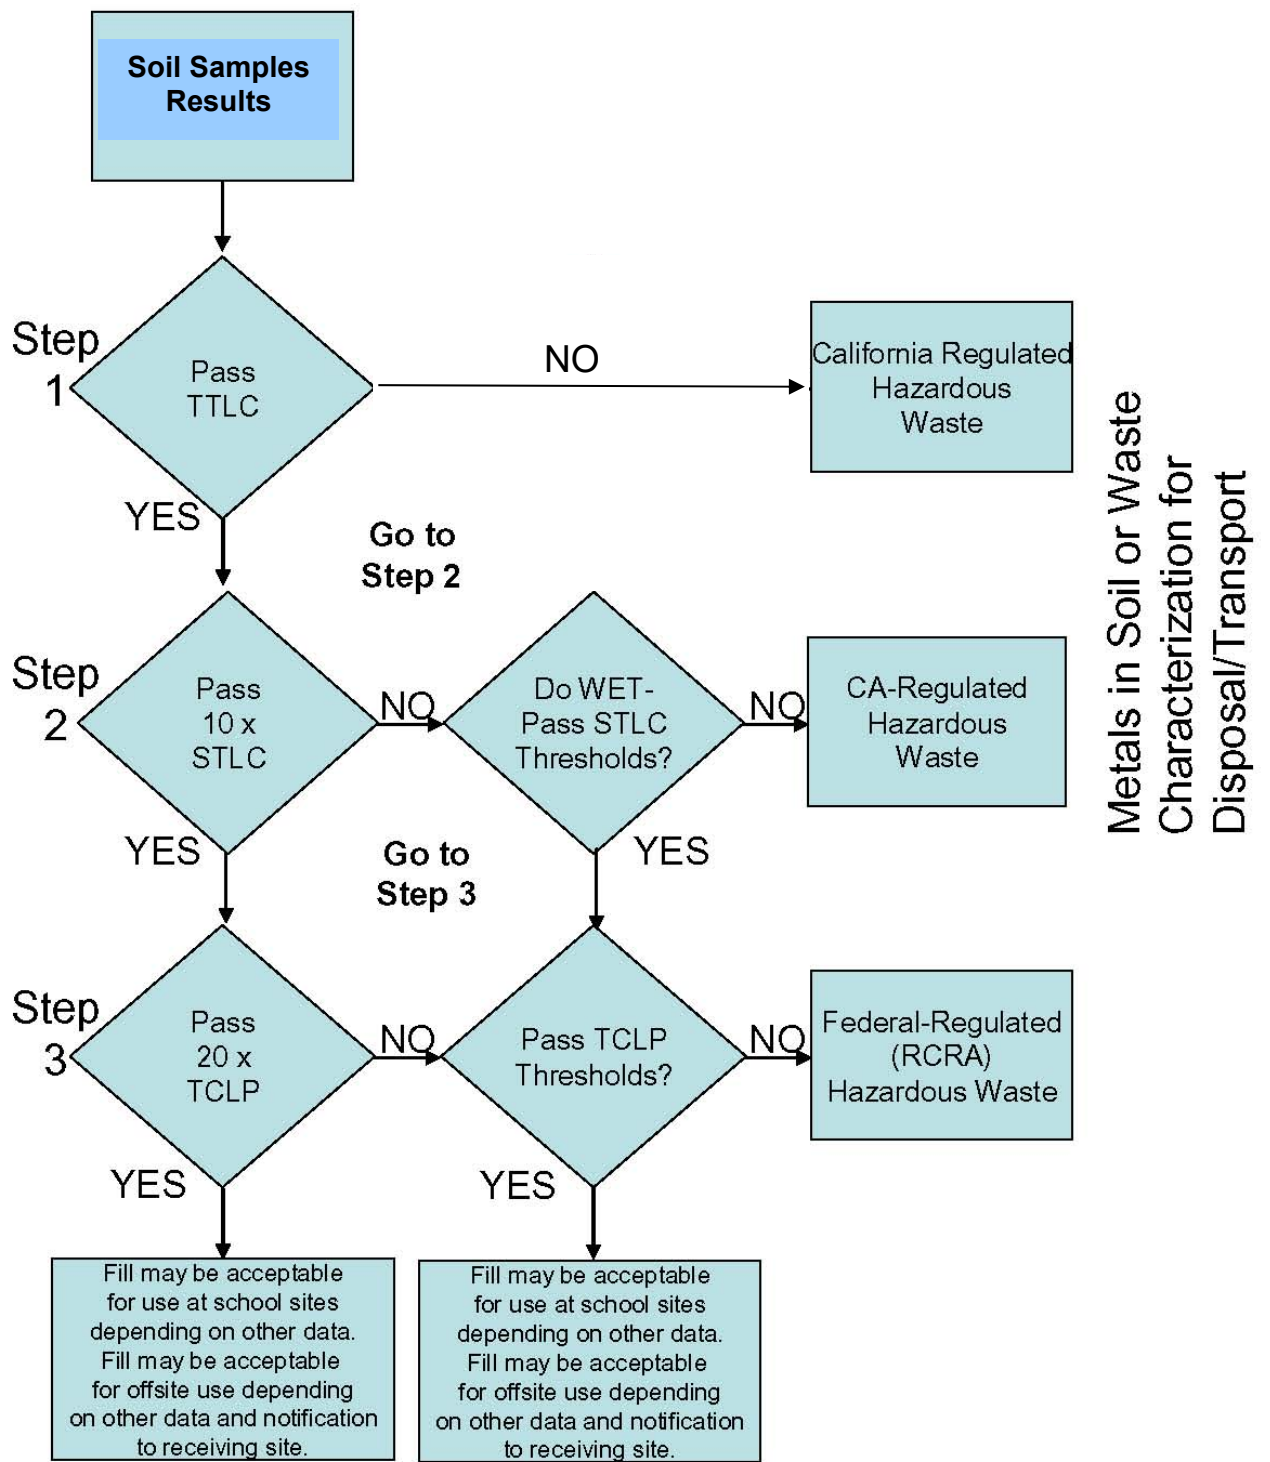 Soil Samples
Results
Step
1
Pass
TTLC
NO
California Regulated
Hazardous
Waste
YES
Go to
Step 2
Step
2
Pass
10 x
STLC
NO
Do WET-
Pass STLC
Thresholds?
NO
CA-Regulated
Hazardous
Waste
YES
Go to
Step 3
YES
Step
3
Pass
20 x
TCLP
NO
Pass TCLP
Thresholds?
NO
Federal-Regulated
(RCRA)
Hazardous Waste
YES
YES
Fill may be acceptable
for use at school sites
depending on other data.
Fill may be acceptable
for offsite use depending
on other data and notification
to receiving site.
Fill may be acceptable
for use at school sites
depending on other data.
Fill may be acceptable
for offsite use depending
on other data and notification
to receiving site.
Metals in Soil or Waste
Characterization for
Disposal/Transport